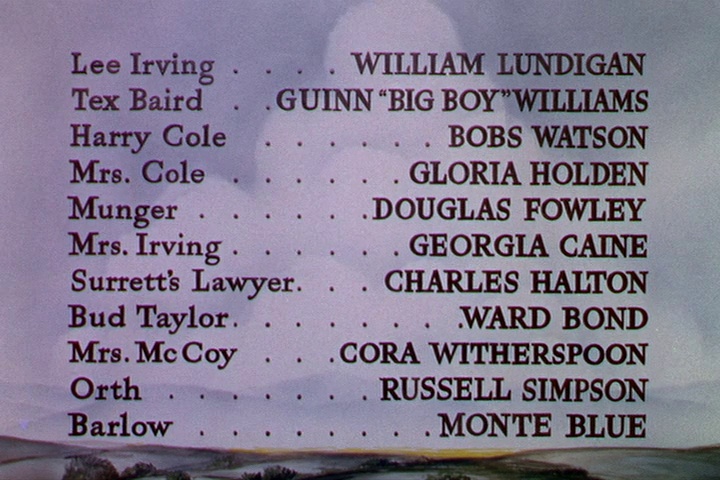 Lee Irving . . . . WILLIAM LUNDIGAN
Tex Baird . . GUINN “BIG BOY” WILLIAMS
Harry Cole . . . . . . BOBS WATSON
Mrs. Cole . . . . . . GLORIA HOLDEN
Munger . . . . . . DOUGLAS FOWLEY
Mrs. Irving . . . . . . GEORGIA CAINE
Surrett's Lawyer . . . CHARLES HALTON
Bud Taylor . . . . . . . . WARD BOND
Mrs. McCoy . . . CORA WITHERSPOON
Orth . . . . . . . RUSSELL SIMPSON
Barlow . . . . . . . . MONTE BLUE